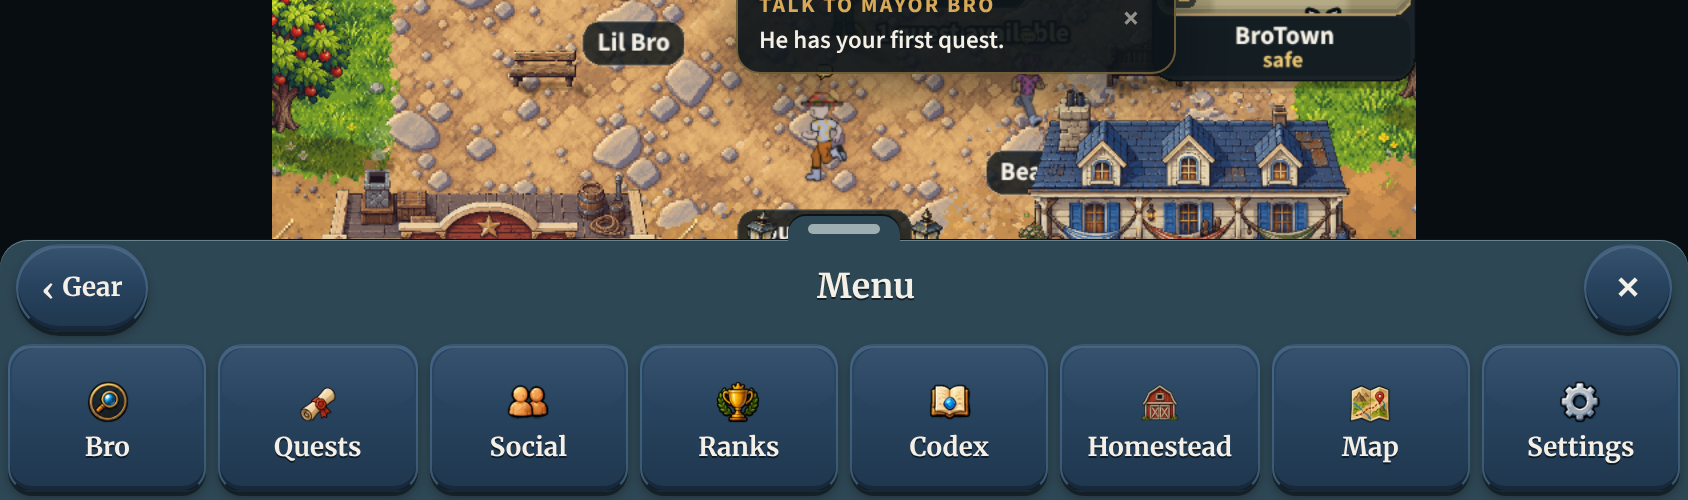 TALK TO MAYOR BRO
He has your first quest.
×
BroTown
safe
Lil Bro
Bea
‹ Gear
Menu
×
Bro
Quests
Social
Ranks
Codex
Homestead
Map
Settings